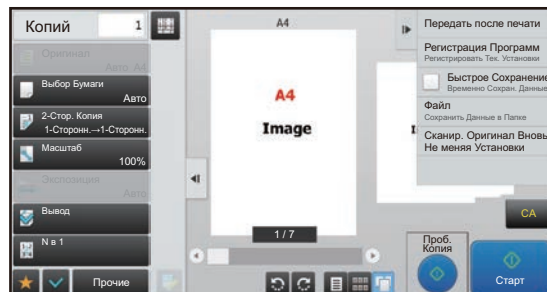 Копий
1
Оригинал
Авто A4
Выбор Бумаги
Авто
2-Стор. Копия
1-Сторонн.→1-Сторонн.
Масштаб
100%
Экспозиция
Авто
Вывод
N в 1
Прочие
A4
A4
Image
1 / 7
I
Передать после печати
Регистрация Программ
Регистрировать Тек. Установки
Быстрое Сохранение
Временно Сохран. Данные
Файл
Сохранить Данные в Папке
Сканир. Оригинал Вновь
Не меняя Установки
CA
Проб.
Копия
Старт